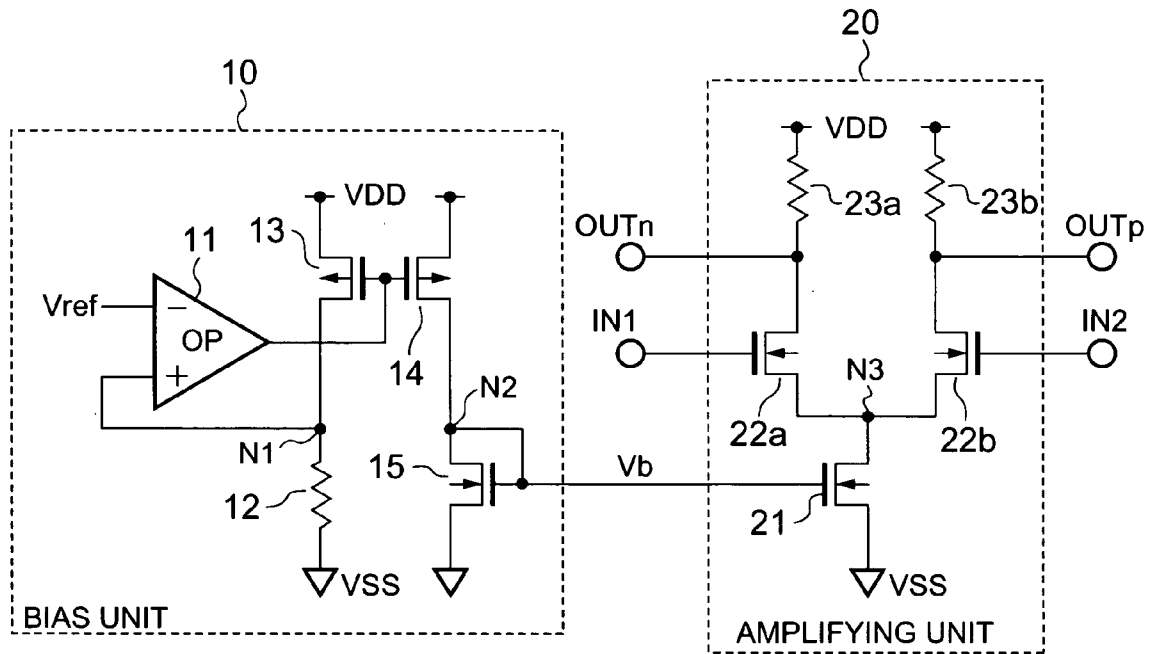 20
10
VDD
23a
23b
OUTn
OUTp
VDD
13
11
Vref
−
OP
+
14
IN1
IN2
N3
22a
22b
N2
N1
15
Vb
12
21
VSS
VSS
BIAS UNIT
AMPLIFYING UNIT